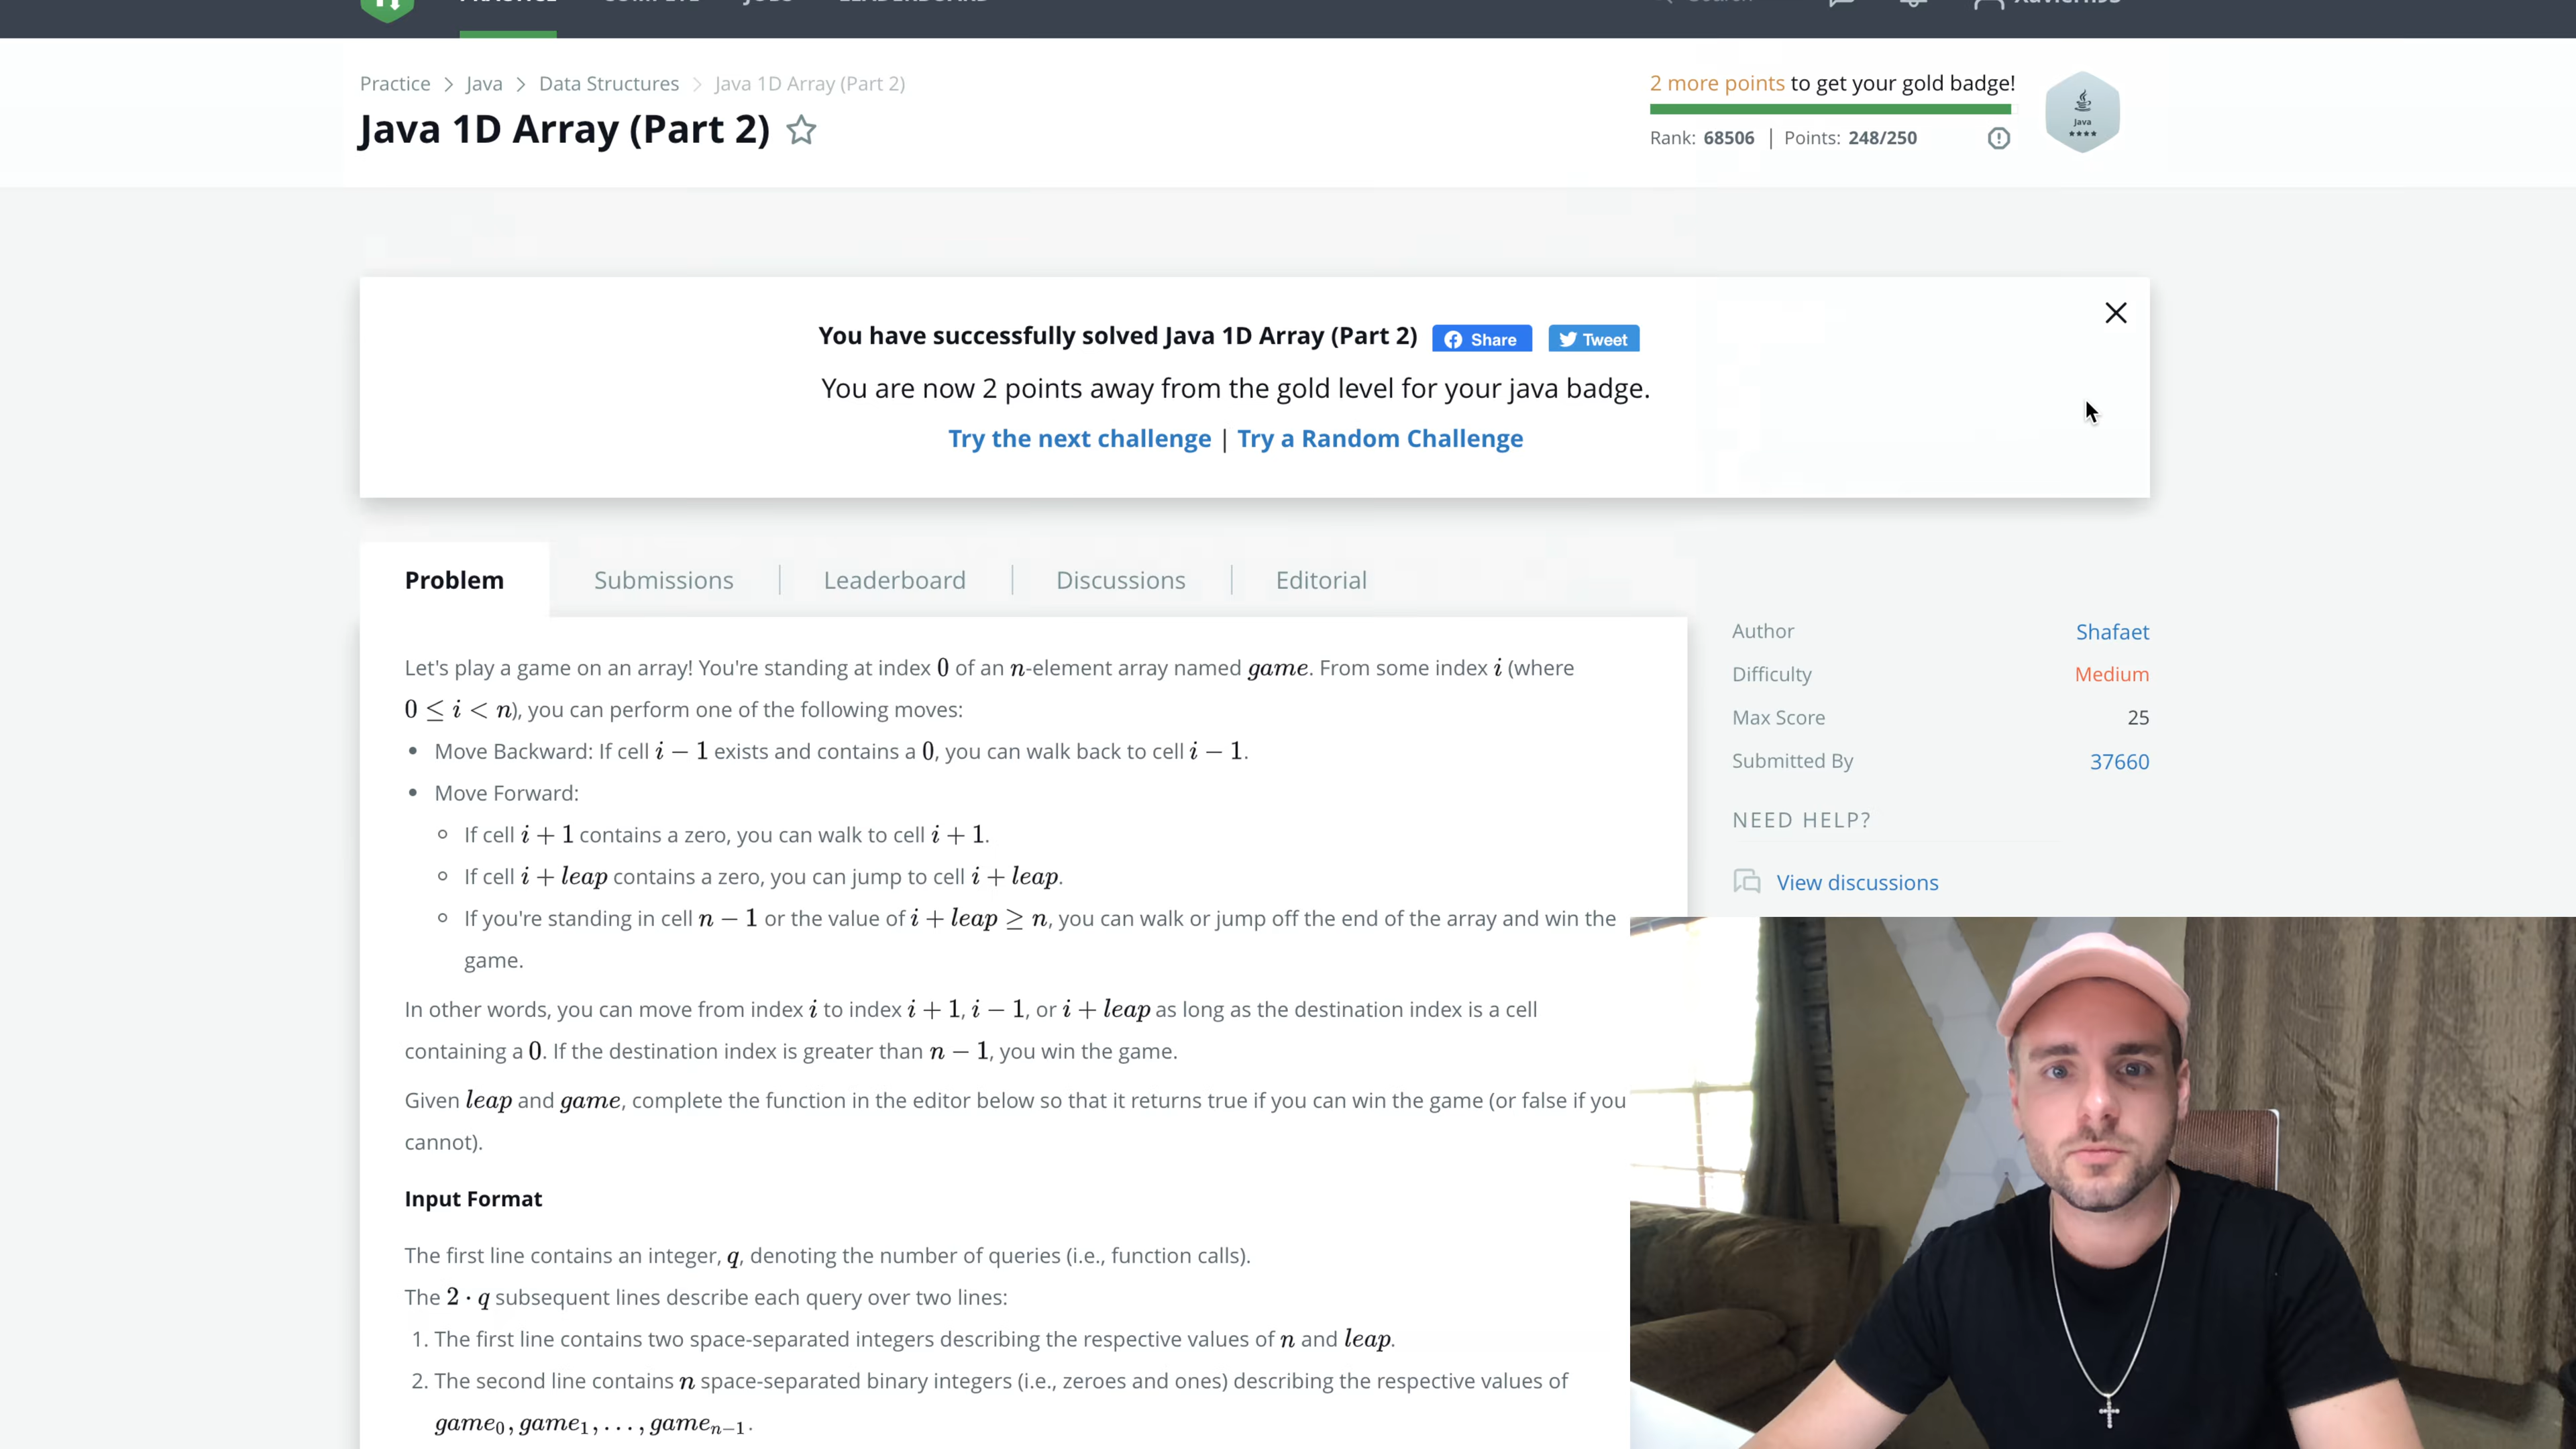 PRACTICE COMPETE JOBS LEADERBOARD Search
Practice > Java > Data Structures > Java 1D Array (Part 2)
Java 1D Array (Part 2)
2 more points to get your gold badge!
Rank: 68506 | Points: 248/250
Java
You have successfully solved Java 1D Array (Part 2) Share Tweet
You are now 2 points away from the gold level for your java badge.
Try the next challenge | Try a Random Challenge
Problem Submissions | Leaderboard | Discussions | Editorial
Let's play a game on an array! You're standing at index 0 of an n-element array named game. From some index i (where
0 ≤ i < n), you can perform one of the following moves:
• Move Backward: If cell i − 1 exists and contains a 0, you can walk back to cell i − 1.
• Move Forward:
If cell i + 1 contains a zero, you can walk to cell i + 1.
If cell i + leap contains a zero, you can jump to cell i + leap.
If you're standing in cell n − 1 or the value of i + leap ≥ n, you can walk or jump off the end of the array and win the
game.
In other words, you can move from index i to index i + 1, i − 1, or i + leap as long as the destination index is a cell
containing a 0. If the destination index is greater than n − 1, you win the game.
Given leap and game, complete the function in the editor below so that it returns true if you can win the game (or false if you
cannot).
Input Format
The first line contains an integer, q, denoting the number of queries (i.e., function calls).
The 2 · q subsequent lines describe each query over two lines:
1. The first line contains two space-separated integers describing the respective values of n and leap.
2. The second line contains n space-separated binary integers (i.e., zeroes and ones) describing the respective values of
game₀, game₁, . . . , gameₙ₋₁.
Author Shafaet
Difficulty Medium
Max Score 25
Submitted By 37660
NEED HELP?
View discussions